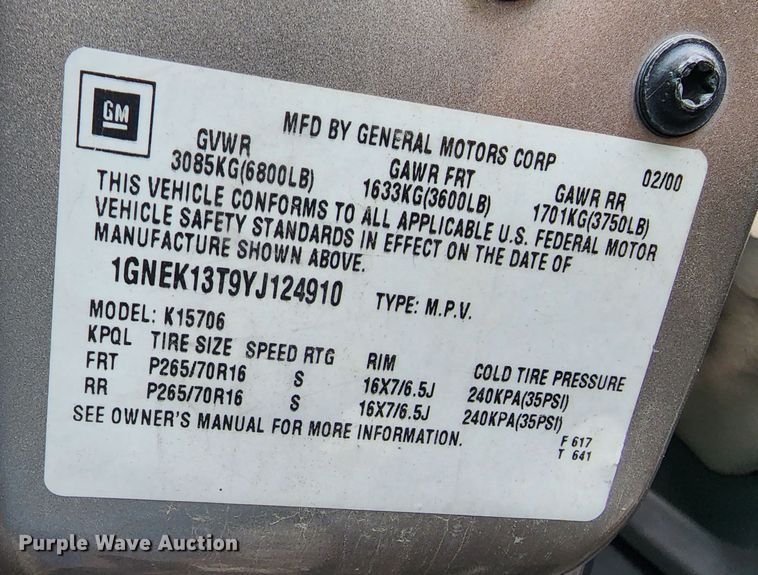 GM
MFD BY GENERAL MOTORS CORP 02/00
GVWR GAWR FRT GAWR RR
3085KG(6800LB) 1633KG(3600LB) 1701KG(3750LB)
THIS VEHICLE CONFORMS TO ALL APPLICABLE U.S. FEDERAL MOTOR
VEHICLE SAFETY STANDARDS IN EFFECT ON THE DATE OF
MANUFACTURE SHOWN ABOVE.
1GNEK13T9YJ124910 TYPE: M.P.V.
MODEL: K15706
KPQL TIRE SIZE SPEED RTG RIM COLD TIRE PRESSURE
FRT P265/70R16 S 16X7/6.5J 240KPA(35PSI)
RR P265/70R16 S 16X7/6.5J 240KPA(35PSI)
SEE OWNER'S MANUAL FOR MORE INFORMATION.
F 617
T 641
Purple Wave Auction